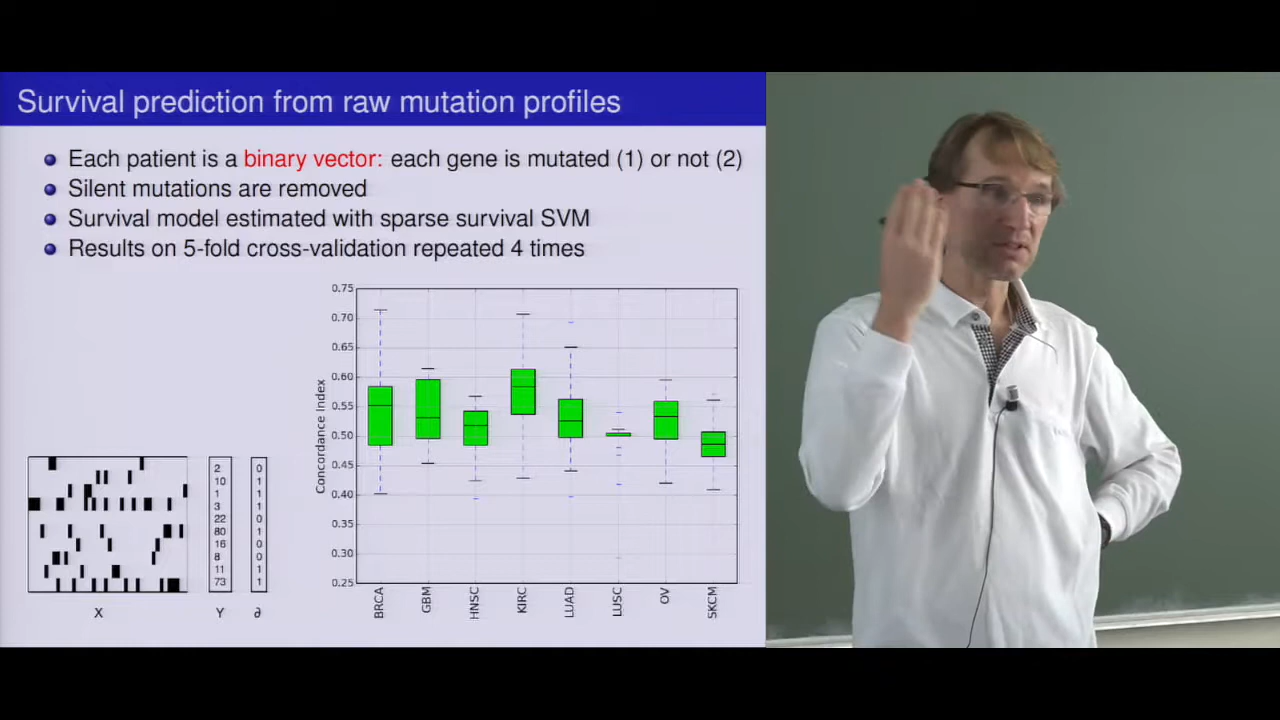 Survival prediction from raw mutation profiles
Each patient is a binary vector: each gene is mutated (1) or not (2)
Silent mutations are removed
Survival model estimated with sparse survival SVM
Results on 5-fold cross-validation repeated 4 times
0.75
0.70
0.65
0.60
0.55
0.50
0.45
0.40
0.35
0.30
0.25
Concordance Index
BRCA
GBM
HNSC
KIRC
LUAD
LUSC
OV
SKCM
2 0
10 1
1 1
3 1
22 0
80 1
16 0
8 0
11 1
73 1
X Y ∂